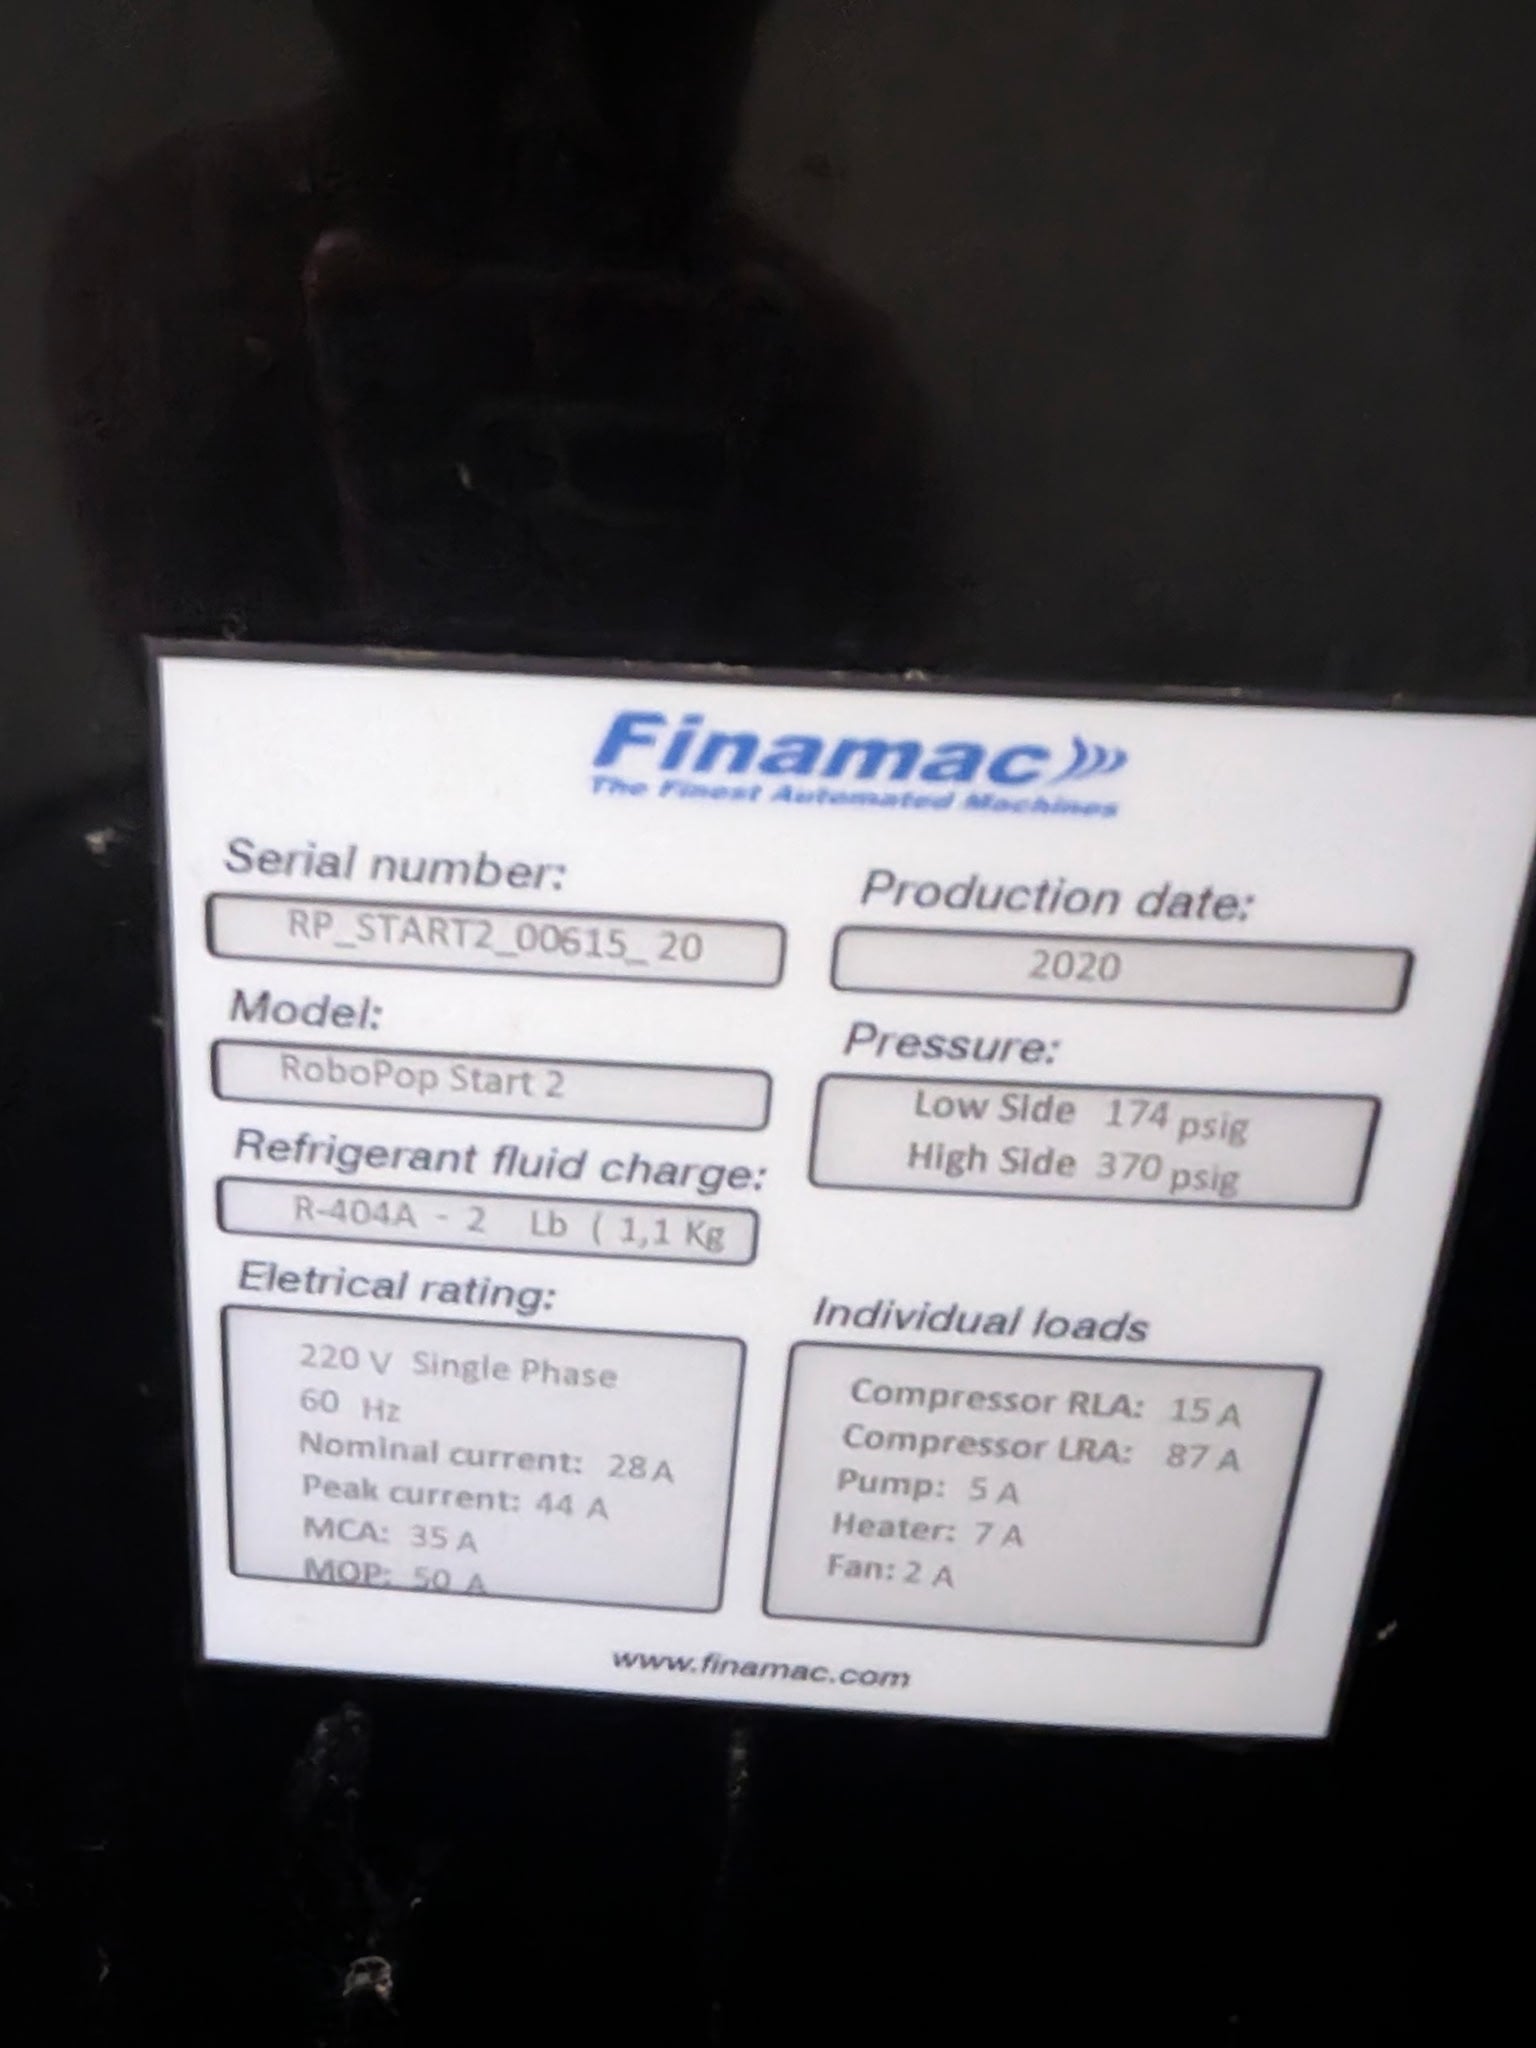 Finamac
The Finest Automated Machines
Serial number:
RP_START2_00615_ 20
Production date:
2020
Model:
RoboPop Start 2
Pressure:
Low Side 174 psig
High Side 370 psig
Refrigerant fluid charge:
R-404A - 2 Lb ( 1,1 Kg
Eletrical rating:
220 V Single Phase
60 Hz
Nominal current: 28 A
Peak current: 44 A
MCA: 35 A
MOP: 50 A
Individual loads
Compressor RLA: 15 A
Compressor LRA: 87 A
Pump: 5 A
Heater: 7 A
Fan: 2 A
www.finamac.com